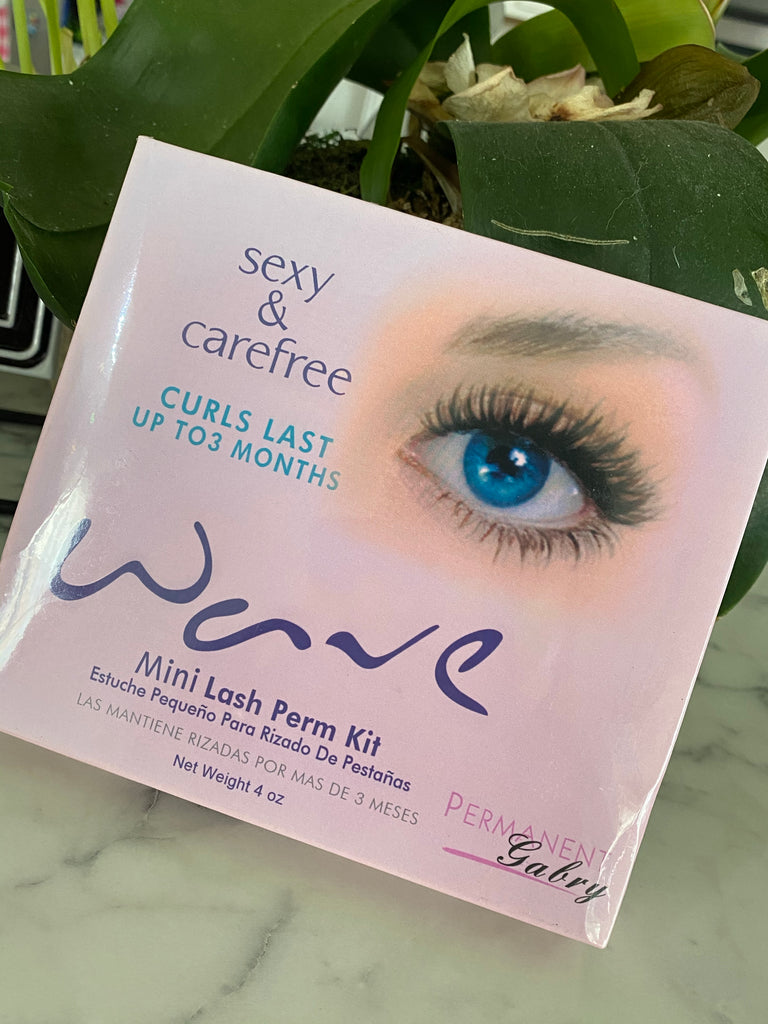 sexy
&
carefree
CURLS LAST
UP TO3 MONTHS
Wave
Mini Lash Perm Kit
Estuche Pequeño Para Rizado De Pestañas
LAS MANTIENE RIZADAS POR MAS DE 3 MESES
Net Weight 4 oz
PERMANENT
Gabry